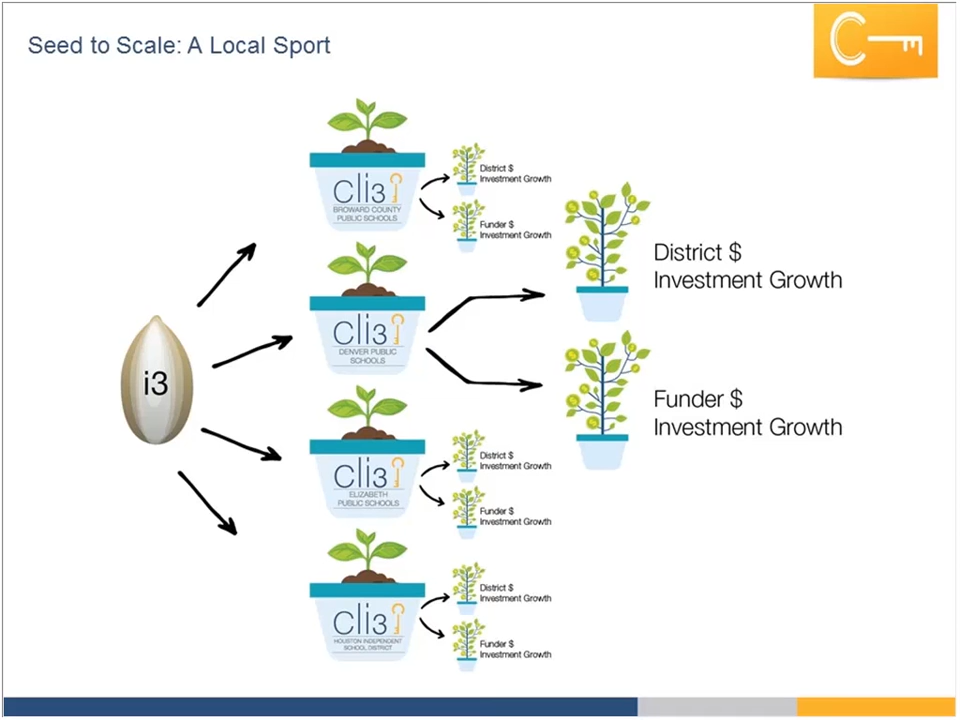 Seed to Scale: A Local Sport
i3
cli3
BROWARD COUNTY
PUBLIC SCHOOLS
District $
Investment Growth
Funder $
Investment Growth
cli3
DENVER PUBLIC
SCHOOLS
District $
Investment Growth
Funder $
Investment Growth
cli3
ELIZABETH
PUBLIC SCHOOLS
District $
Investment Growth
Funder $
Investment Growth
cli3
HOUSTON INDEPENDENT
SCHOOL DISTRICT
District $
Investment Growth
Funder $
Investment Growth